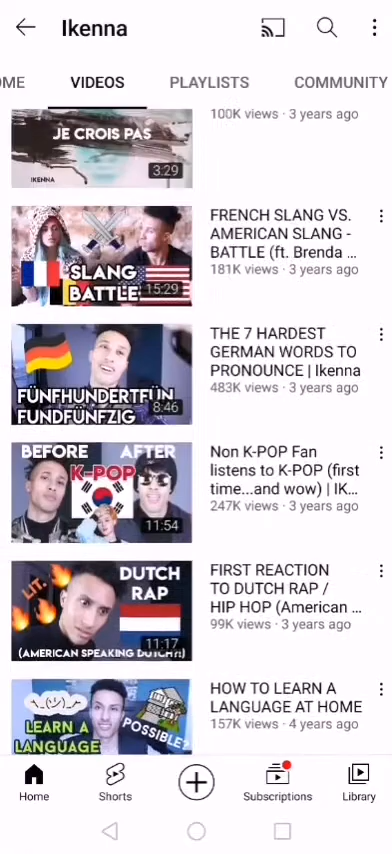 Ikenna
OME VIDEOS PLAYLISTS COMMUNITY
JE CROIS PAS
IKENNA
3:29
100K views · 3 years ago
SLANG
BATTLE
15:29
FRENCH SLANG VS.
AMERICAN SLANG -
BATTLE (ft. Brenda ...
181K views · 3 years ago
FÜNFHUNDERTFÜN
FUNDFÜNFZIG
8:46
THE 7 HARDEST
GERMAN WORDS TO
PRONOUNCE | Ikenna
483K views · 3 years ago
BEFORE AFTER
K-POP
11:54
Non K-POP Fan
listens to K-POP (first
time...and wow) | IK...
247K views · 3 years ago
LIT.
DUTCH
RAP
11:17
(AMERICAN SPEAKING DUTCH?!)
FIRST REACTION
TO DUTCH RAP /
HIP HOP (American ...
99K views · 3 years ago
¯\_(ツ)_/¯
LEARN A
LANGUAGE
POSSIBLE?
HOW TO LEARN A
LANGUAGE AT HOME
157K views · 4 years ago
Home Shorts Subscriptions Library